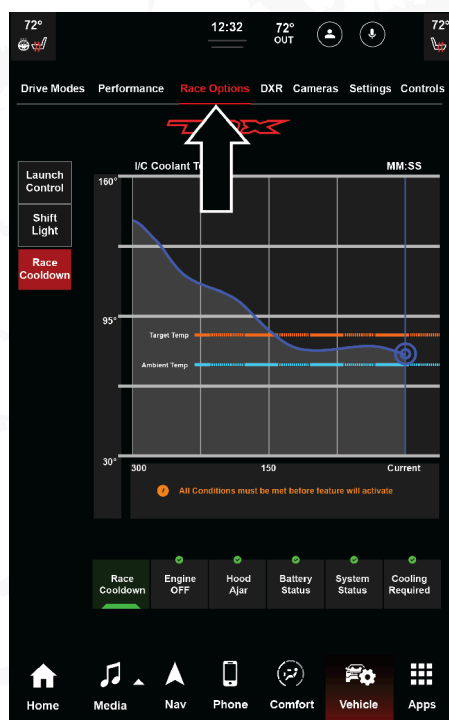 72° 12:32 72° 72°
OUT
Drive Modes Performance Race Options DXR Cameras Settings Controls
I/C Coolant T MM:SS
Launch
Control
Shift
Light
Race
Cooldown
160°
95°
Target Temp
Ambient Temp
30°
300 150 Current
All Conditions must be met before feature will activate
Race
Cooldown
Engine
OFF
Hood
Ajar
Battery
Status
System
Status
Cooling
Required
Home Media Nav Phone Comfort Vehicle Apps